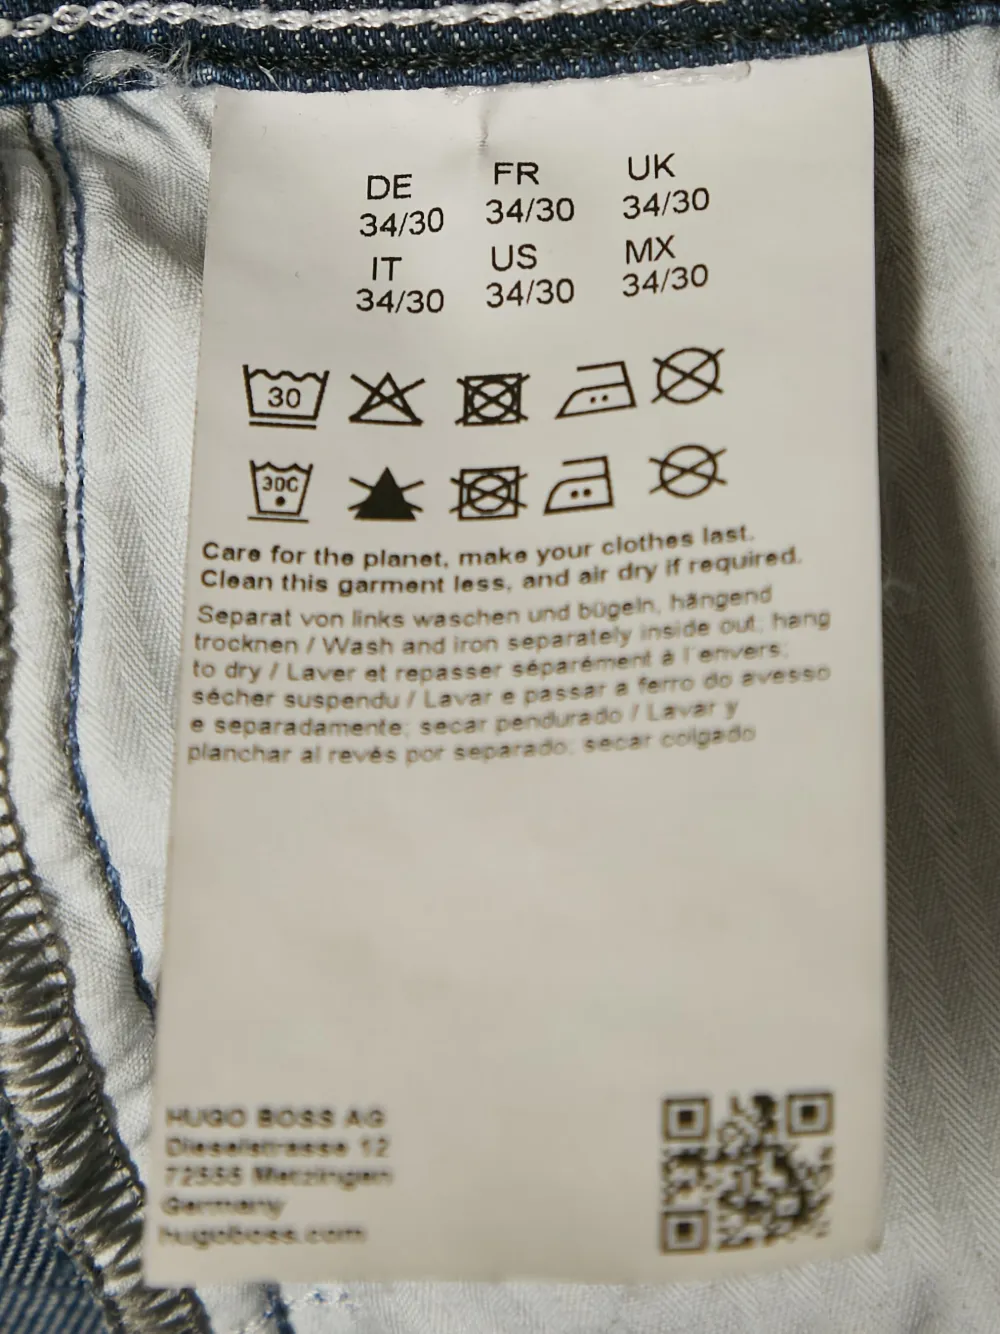 DE FR UK
34/30 34/30 34/30
IT US MX
34/30 34/30 34/30
30
30C
Care for the planet, make your clothes last.
Clean this garment less, and air dry if required.
Separat von links waschen und bügeln, hängend
trocknen / Wash and iron separately inside out; hang
to dry / Laver et repasser séparément à l'envers;
sécher suspendu / Lavar e passar a ferro do avesso
e separadamente; secar pendurado / Lavar y
planchar al revés por separado; secar colgado
HUGO BOSS AG
Dieselstrasse 12
72555 Metzingen
Germany
hugoboss.com